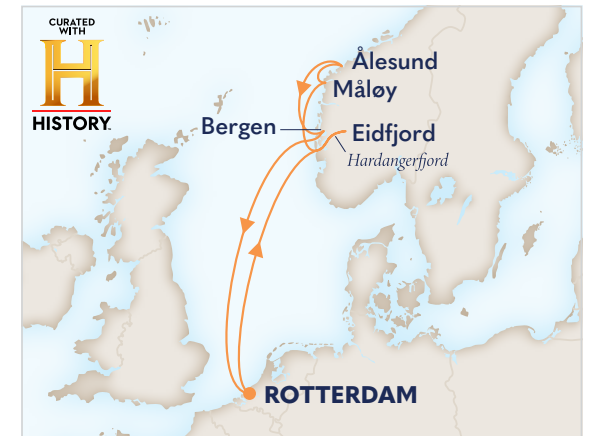 CURATED
WITH
H
HISTORY.
Ålesund
Måløy
Bergen
Eidfjord
Hardangerfjord
ROTTERDAM